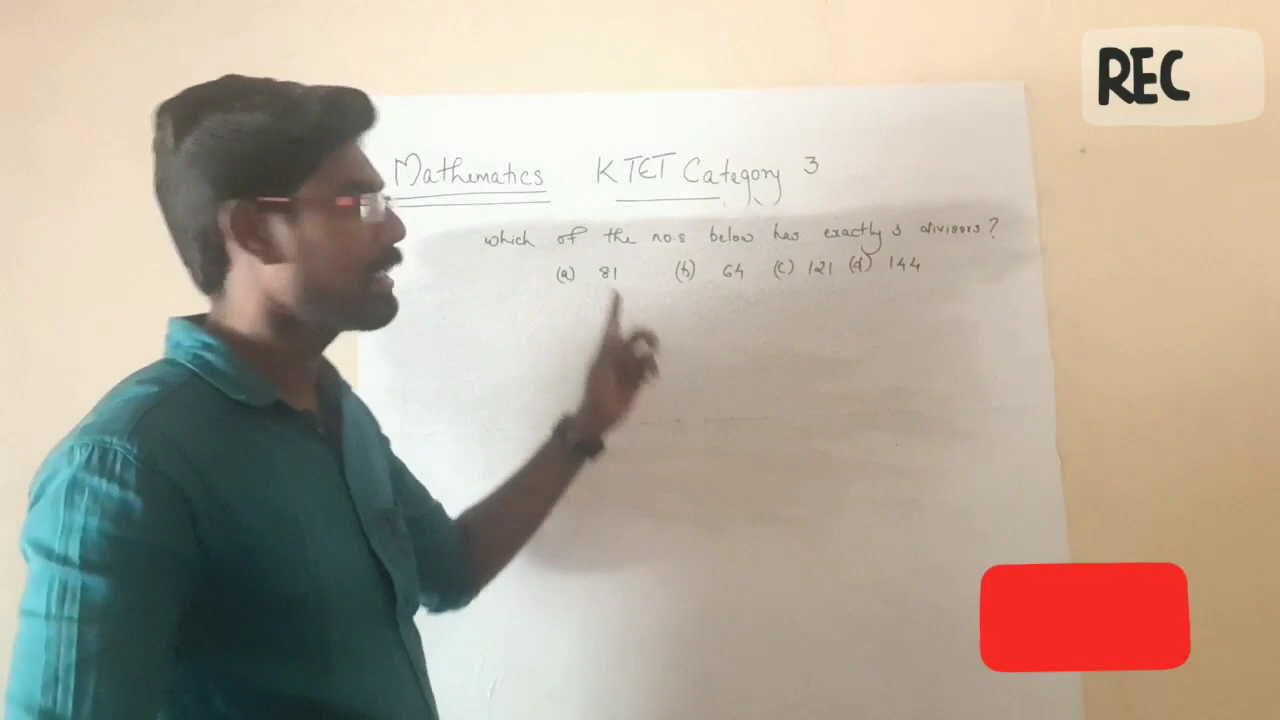 REC
Mathematics KTET Category 3
which of the no.s below has exactly 3 divisors?
(a) 81 (b) 64 (c) 121 (d) 144